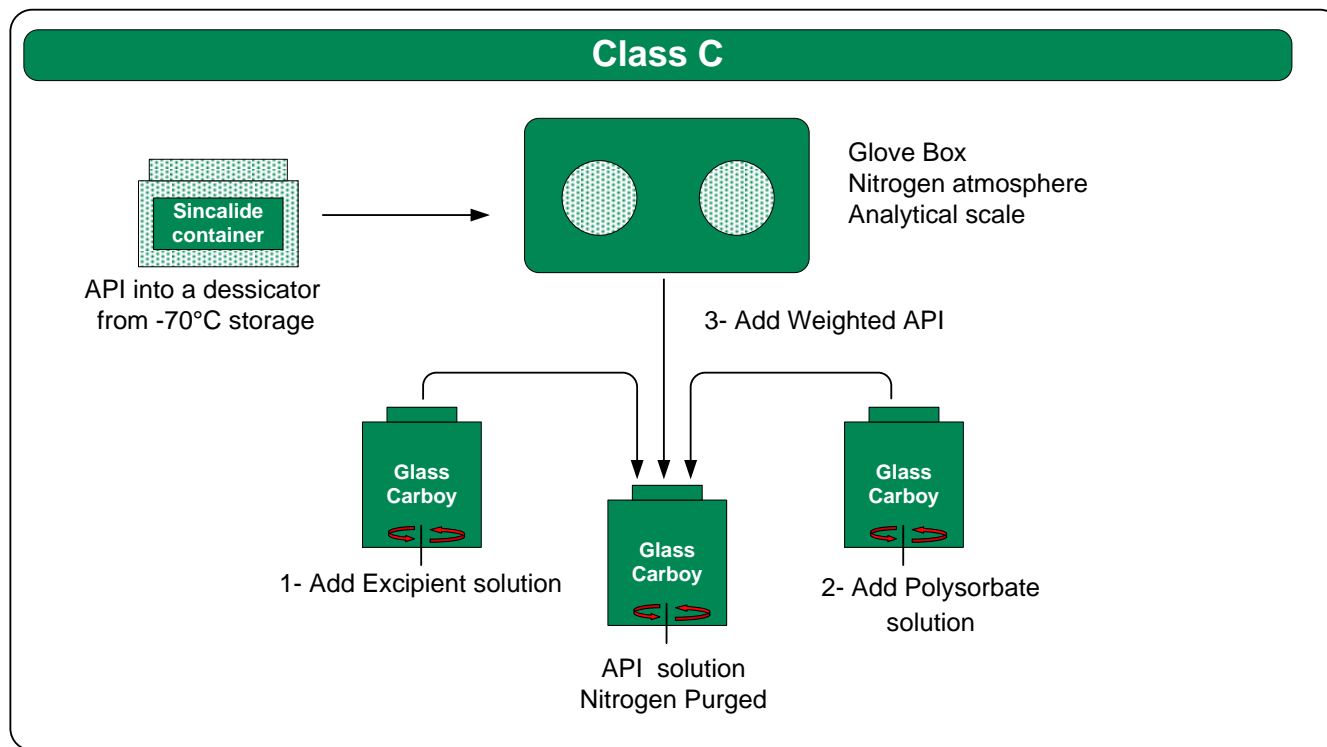 Class C
Sincalide
container
API into a dessicator
from -70°C storage
Glove Box
Nitrogen atmosphere
Analytical scale
3- Add Weighted API
Glass
Carboy
1- Add Excipient solution
Glass
Carboy
API  solution
Nitrogen Purged
Glass
Carboy
2- Add Polysorbate
solution